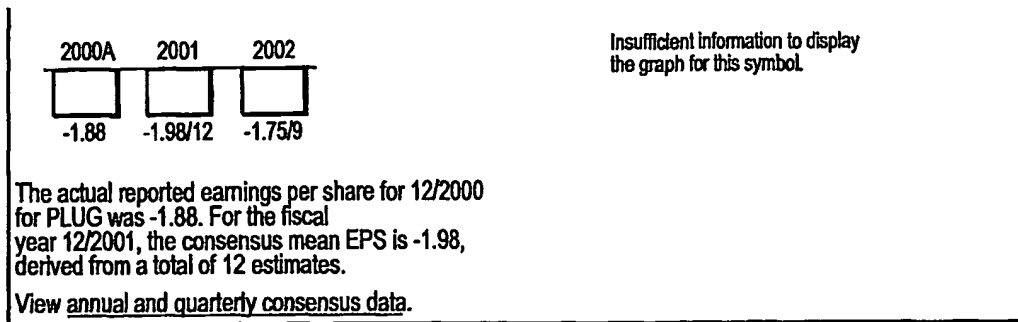 2000A 2001 2002
-1.88 -1.98/12 -1.75/9
Insufficient information to display
the graph for this symbol.
The actual reported earnings per share for 12/2000
for PLUG was -1.88. For the fiscal
year 12/2001, the consensus mean EPS is -1.98,
derived from a total of 12 estimates.
View annual and quarterly consensus data.